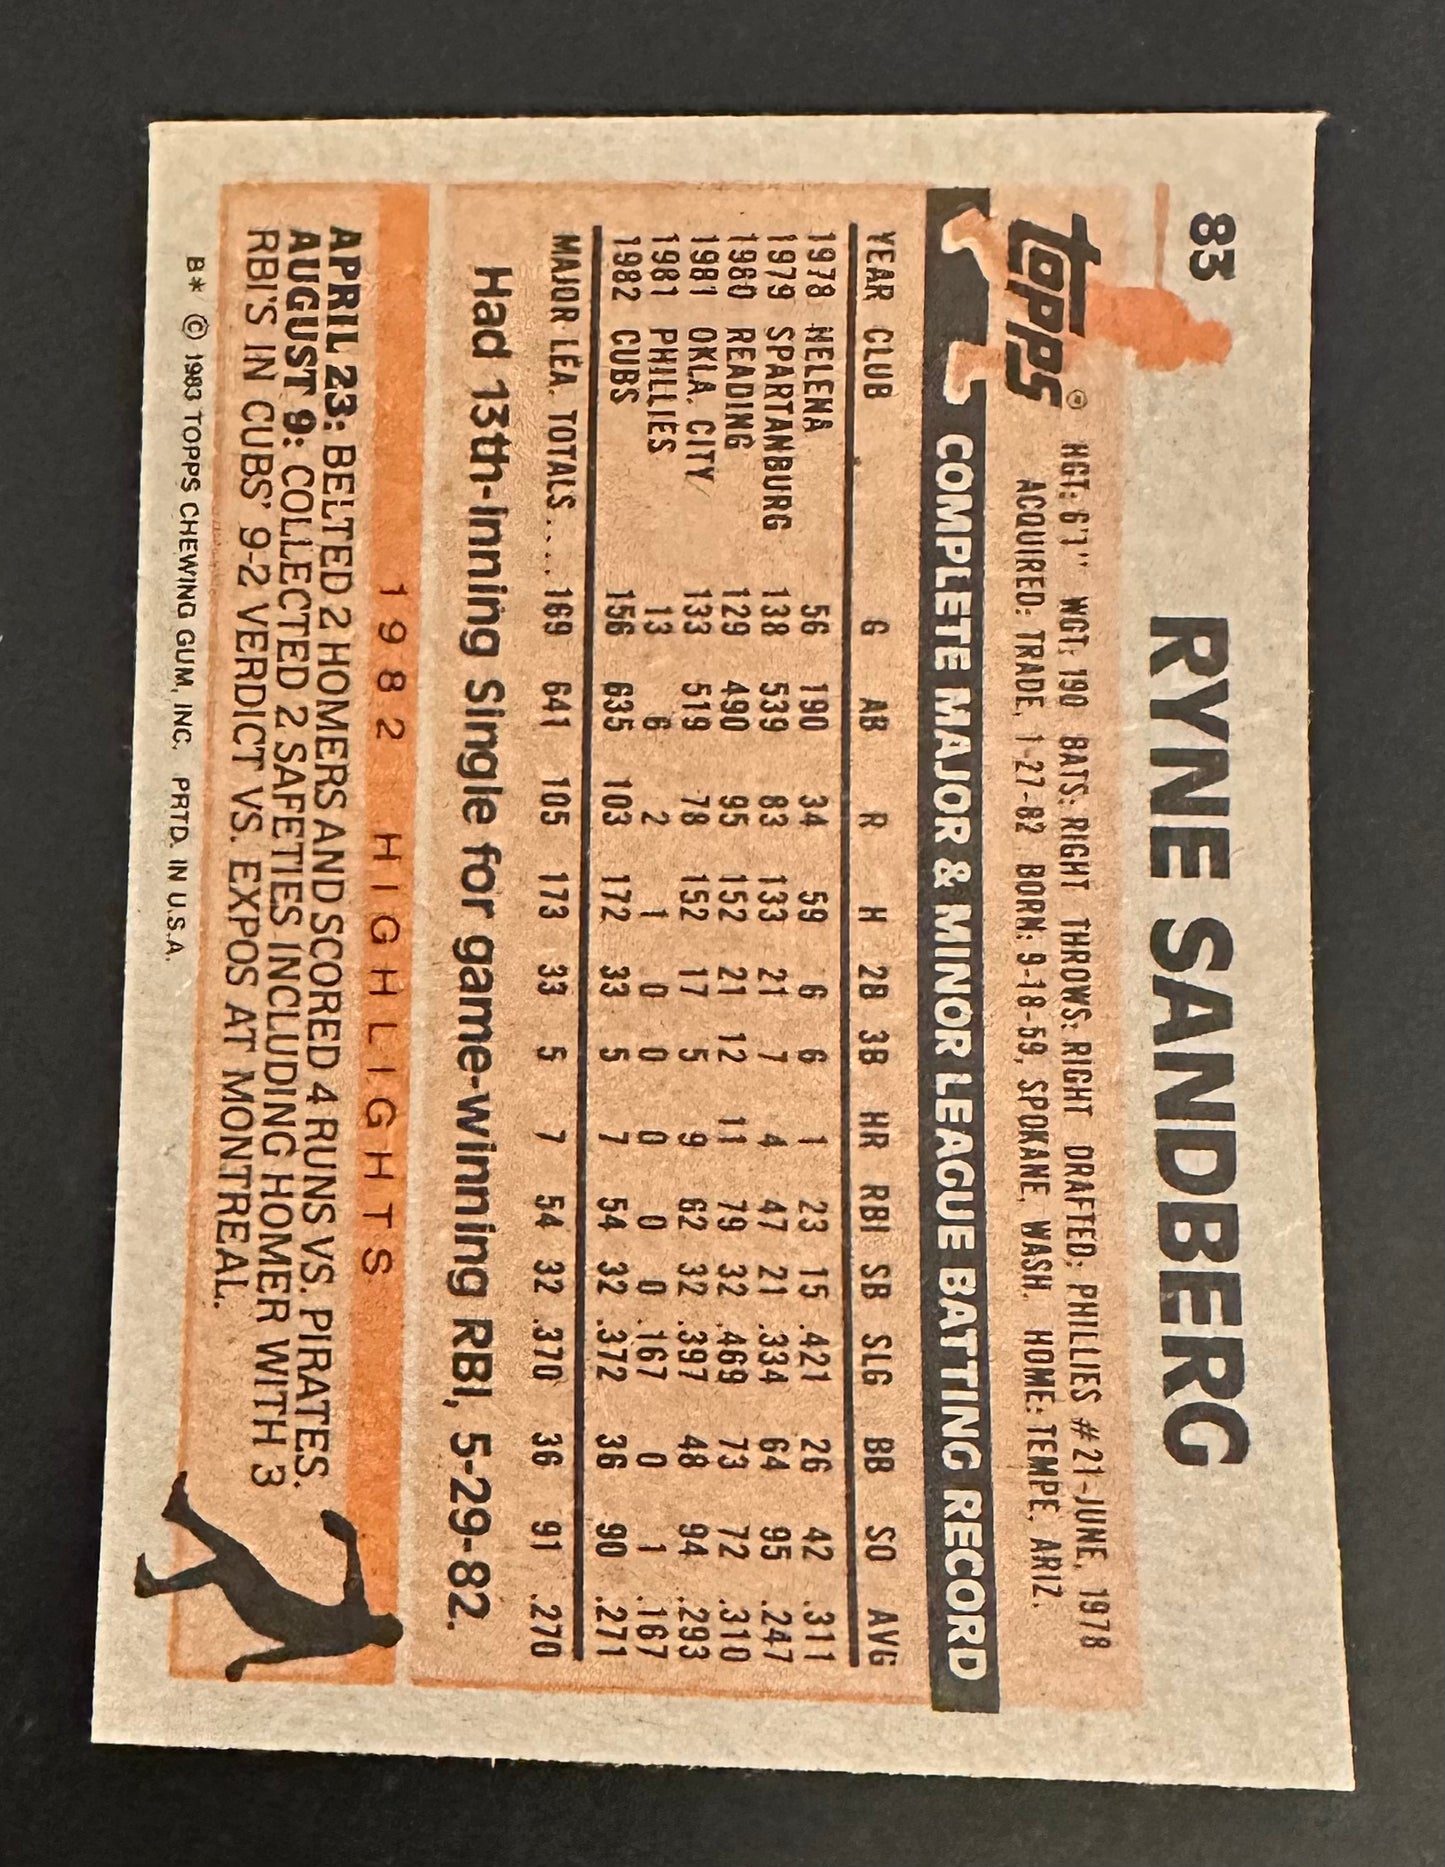 83
RYNE SANDBERG
TOPPS®
HGT: 6'1" WGT: 190 BATS: RIGHT THROWS: RIGHT DRAFTED: PHILLIES #21-JUNE, 1978
ACQUIRED: TRADE, 1-27-82 BORN: 9-18-59, SPOKANE, WASH. HOME: TEMPE, ARIZ.
COMPLETE MAJOR & MINOR LEAGUE BATTING RECORD
YEAR CLUB G AB R H 2B 3B HR RBI SB SLG BB SO AVG
1978 HELENA 56 190 34 59 6 6 1 23 15 .421 26 42 .311
1979 SPARTANBURG 138 539 83 133 21 7 4 47 21 .334 64 95 .247
1980 READING 129 490 95 152 21 12 11 79 32 .469 73 72 .310
1981 OKLA. CITY 133 519 78 152 17 5 9 62 32 .397 48 94 .293
1981 PHILLIES 13 6 2 1 0 0 0 0 0 .167 0 1 .167
1982 CUBS 156 635 103 172 33 5 7 54 32 .372 36 90 .271
MAJOR LEA. TOTALS.... 169 641 105 173 33 5 7 54 32 .370 36 91 .270
Had 13th-inning Single for game-winning RBI, 5-29-82.
1982 HIGHLIGHTS
APRIL 23: BELTED 2 HOMERS AND SCORED 4 RUNS VS. PIRATES.
AUGUST 9: COLLECTED 2 SAFETIES INCLUDING HOMER WITH 3
RBI'S IN CUBS' 9-2 VERDICT VS. EXPOS AT MONTREAL.
B* © 1983 TOPPS CHEWING GUM, INC. PRTD. IN U.S.A.